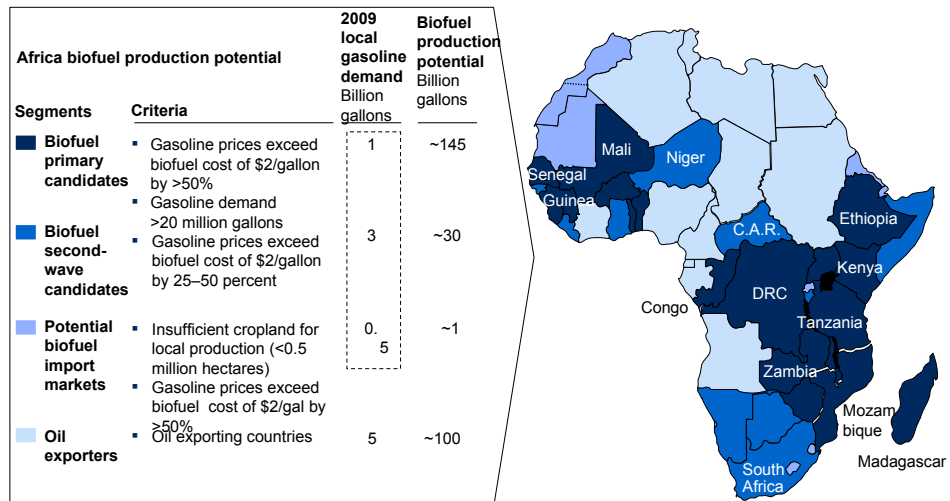 Africa biofuel production potential
2009
local
gasoline
demand
Billion
gallons
Biofuel
production
potential
Billion
gallons
Segments
Criteria
Biofuel
primary
candidates
▪ Gasoline prices exceed
biofuel cost of $2/gallon
by >50%
▪ Gasoline demand
>20 million gallons
1
~145
Biofuel
second-
wave
candidates
▪ Gasoline prices exceed
biofuel cost of $2/gallon
by 25–50 percent
3
~30
Potential
biofuel
import
markets
▪ Insufficient cropland for
local production (<0.5
million hectares)
▪ Gasoline prices exceed
biofuel cost of $2/gal by
>50%
0.
5
~1
Oil
exporters
▪ Oil exporting countries
5
~100
Mali
Niger
Senegal
Guinea
Ethiopia
C.A.R.
Kenya
DRC
Congo
Tanzania
Zambia
Mozam
bique
Madagascar
South
Africa